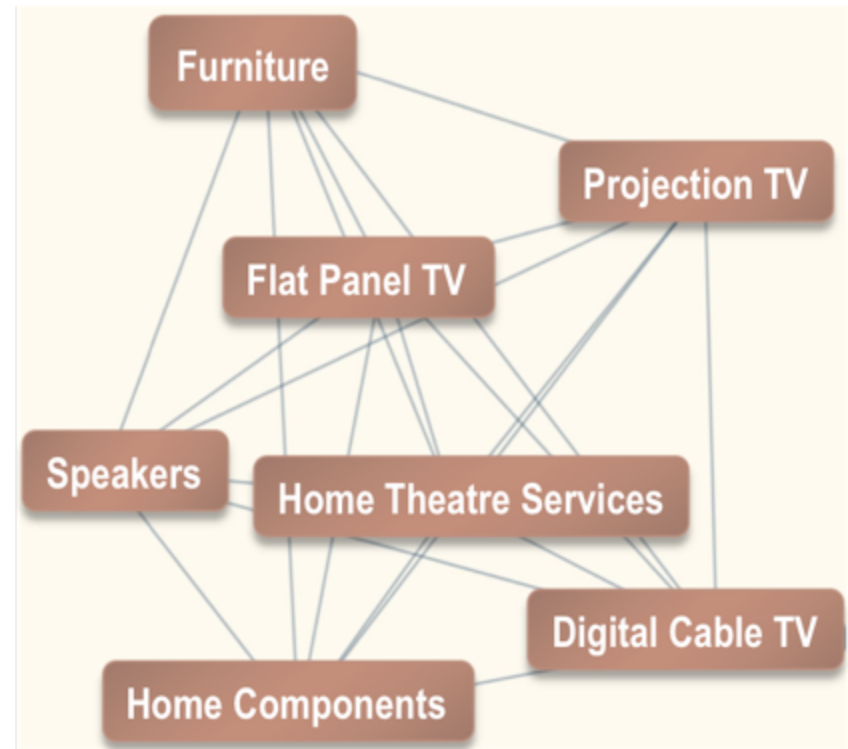 Furniture
Projection TV
Flat Panel TV
Speakers
Home Theatre Services
Digital Cable TV
Home Components